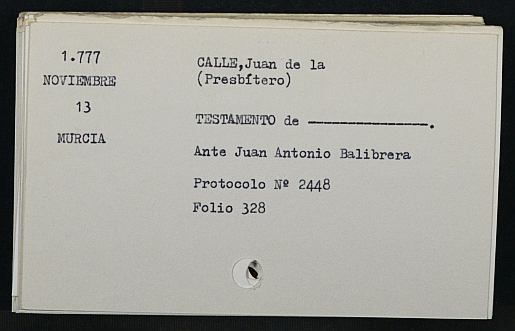 1.777
NOVIEMBRE
13
MURCIA
CALLE,Juan de la
(Presbítero)
TESTAMENTO de ————————.
Ante Juan Antonio Balibrera
Protocolo Nº 2448
Folio 328